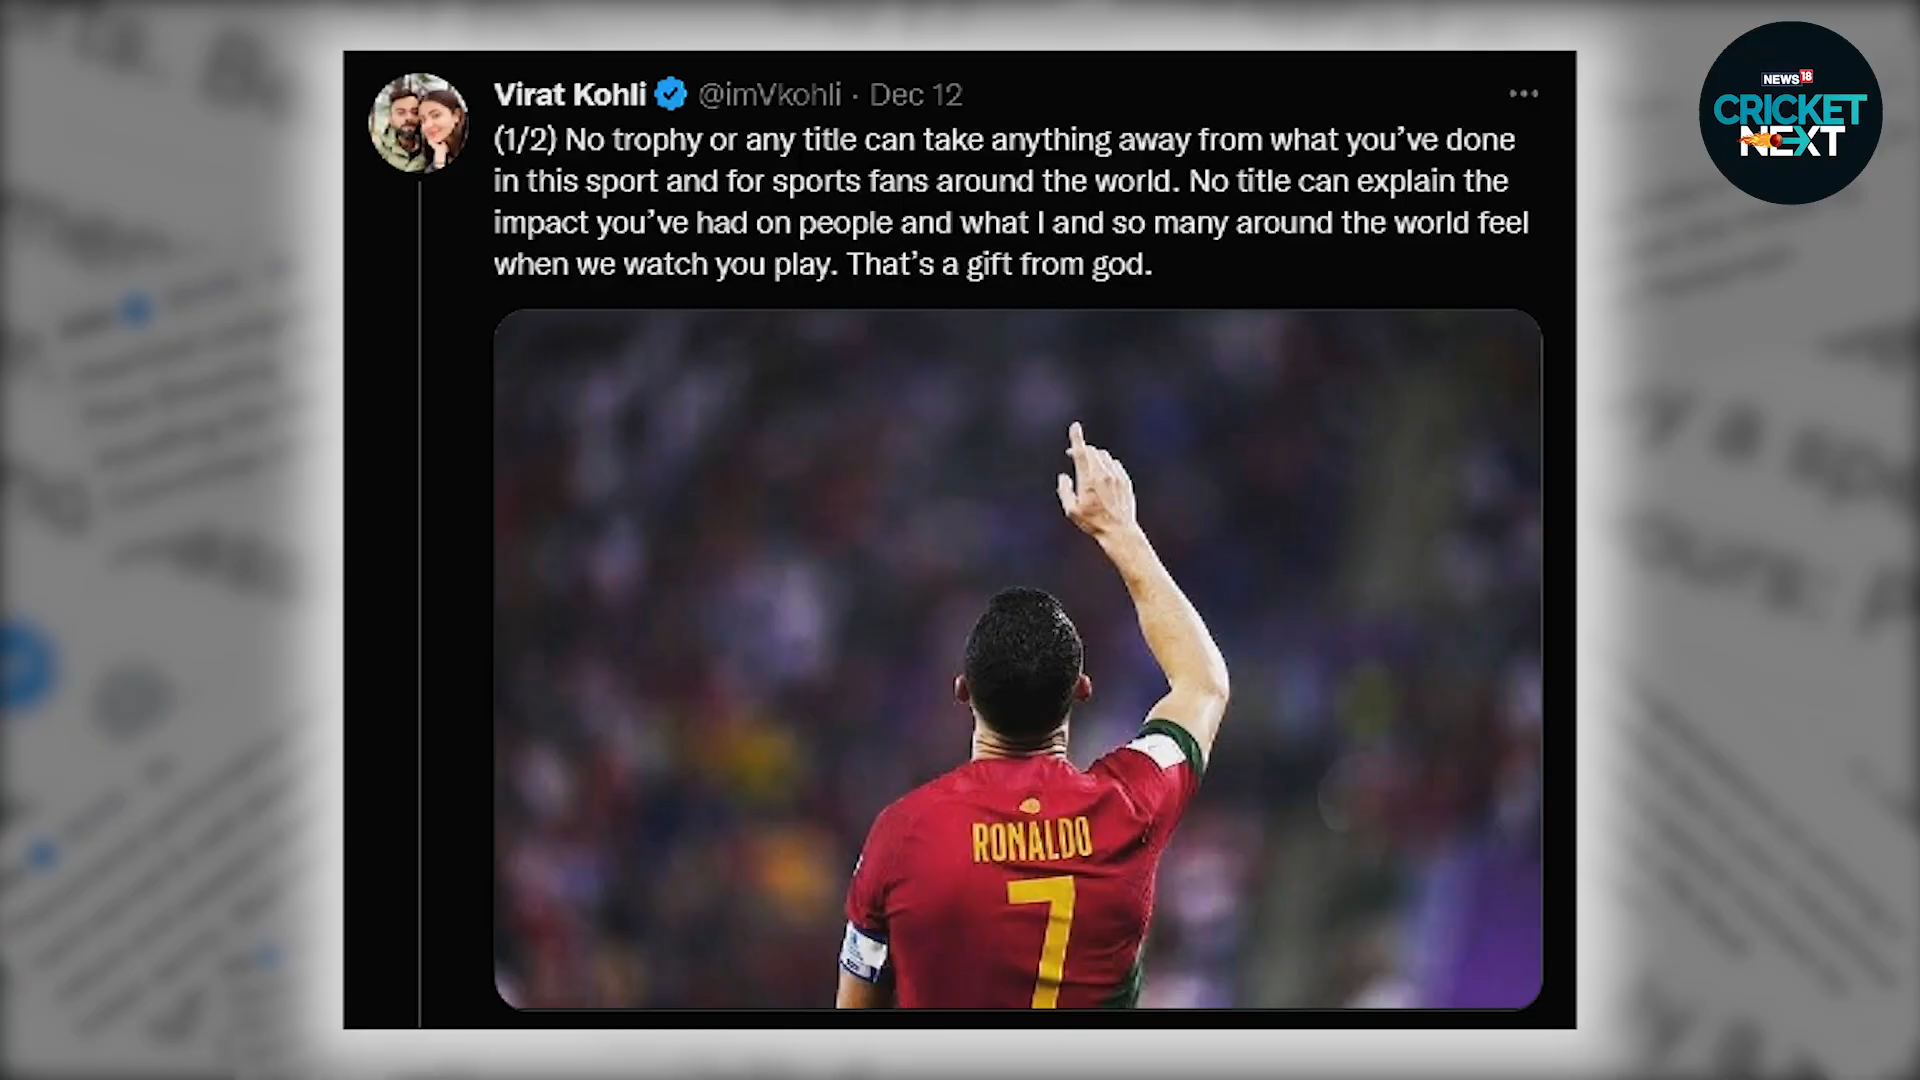 Virat Kohli @imVkohli · Dec 12
(1/2) No trophy or any title can take anything away from what you’ve done
in this sport and for sports fans around the world. No title can explain the
impact you’ve had on people and what I and so many around the world feel
when we watch you play. That’s a gift from god.
RONALDO
7
NEWS18
CRICKET
NEXT